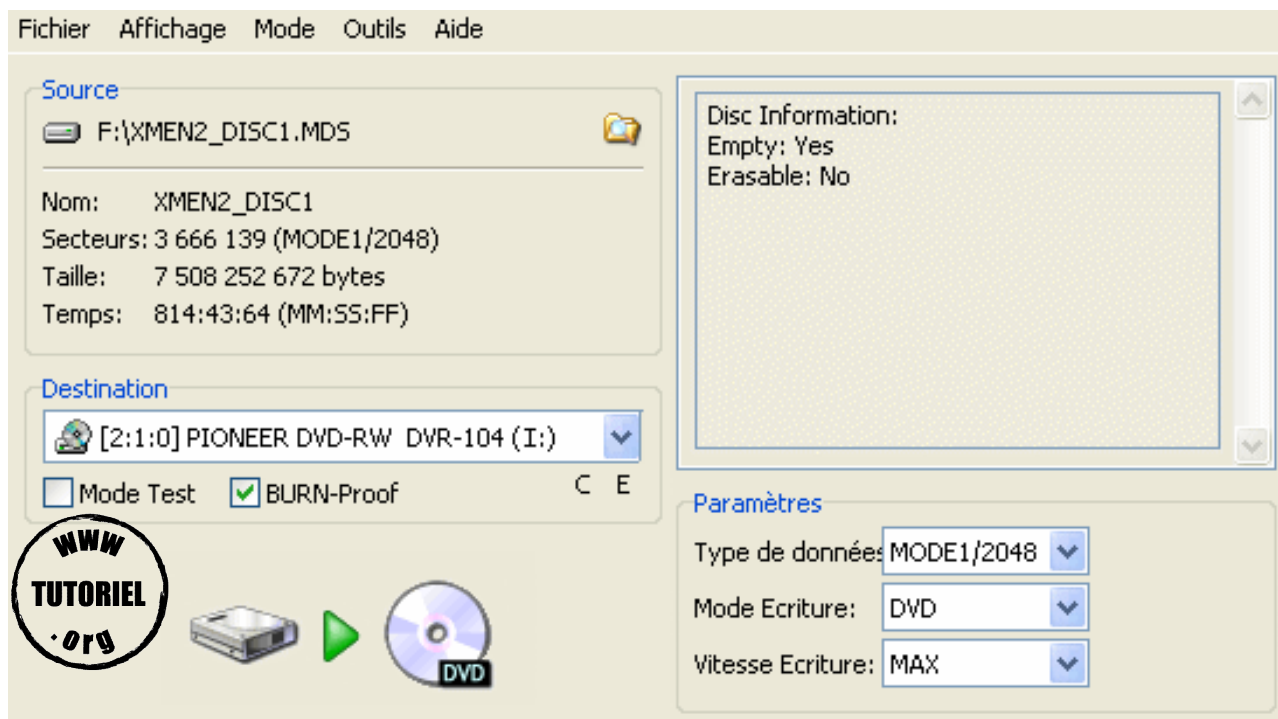 Fichier Affichage Mode Outils Aide
Source
F:\XMEN2_DISC1.MDS
Nom: XMEN2_DISC1
Secteurs: 3 666 139 (MODE1/2048)
Taille: 7 508 252 672 bytes
Temps: 814:43:64 (MM:SS:FF)
Destination
[2:1:0] PIONEER DVD-RW DVR-104 (I:)
Mode Test BURN-Proof C E
WWW
TUTORIEL
.org
DVD
Disc Information:
Empty: Yes
Erasable: No
Paramètres
Type de données MODE1/2048
Mode Ecriture: DVD
Vitesse Ecriture: MAX